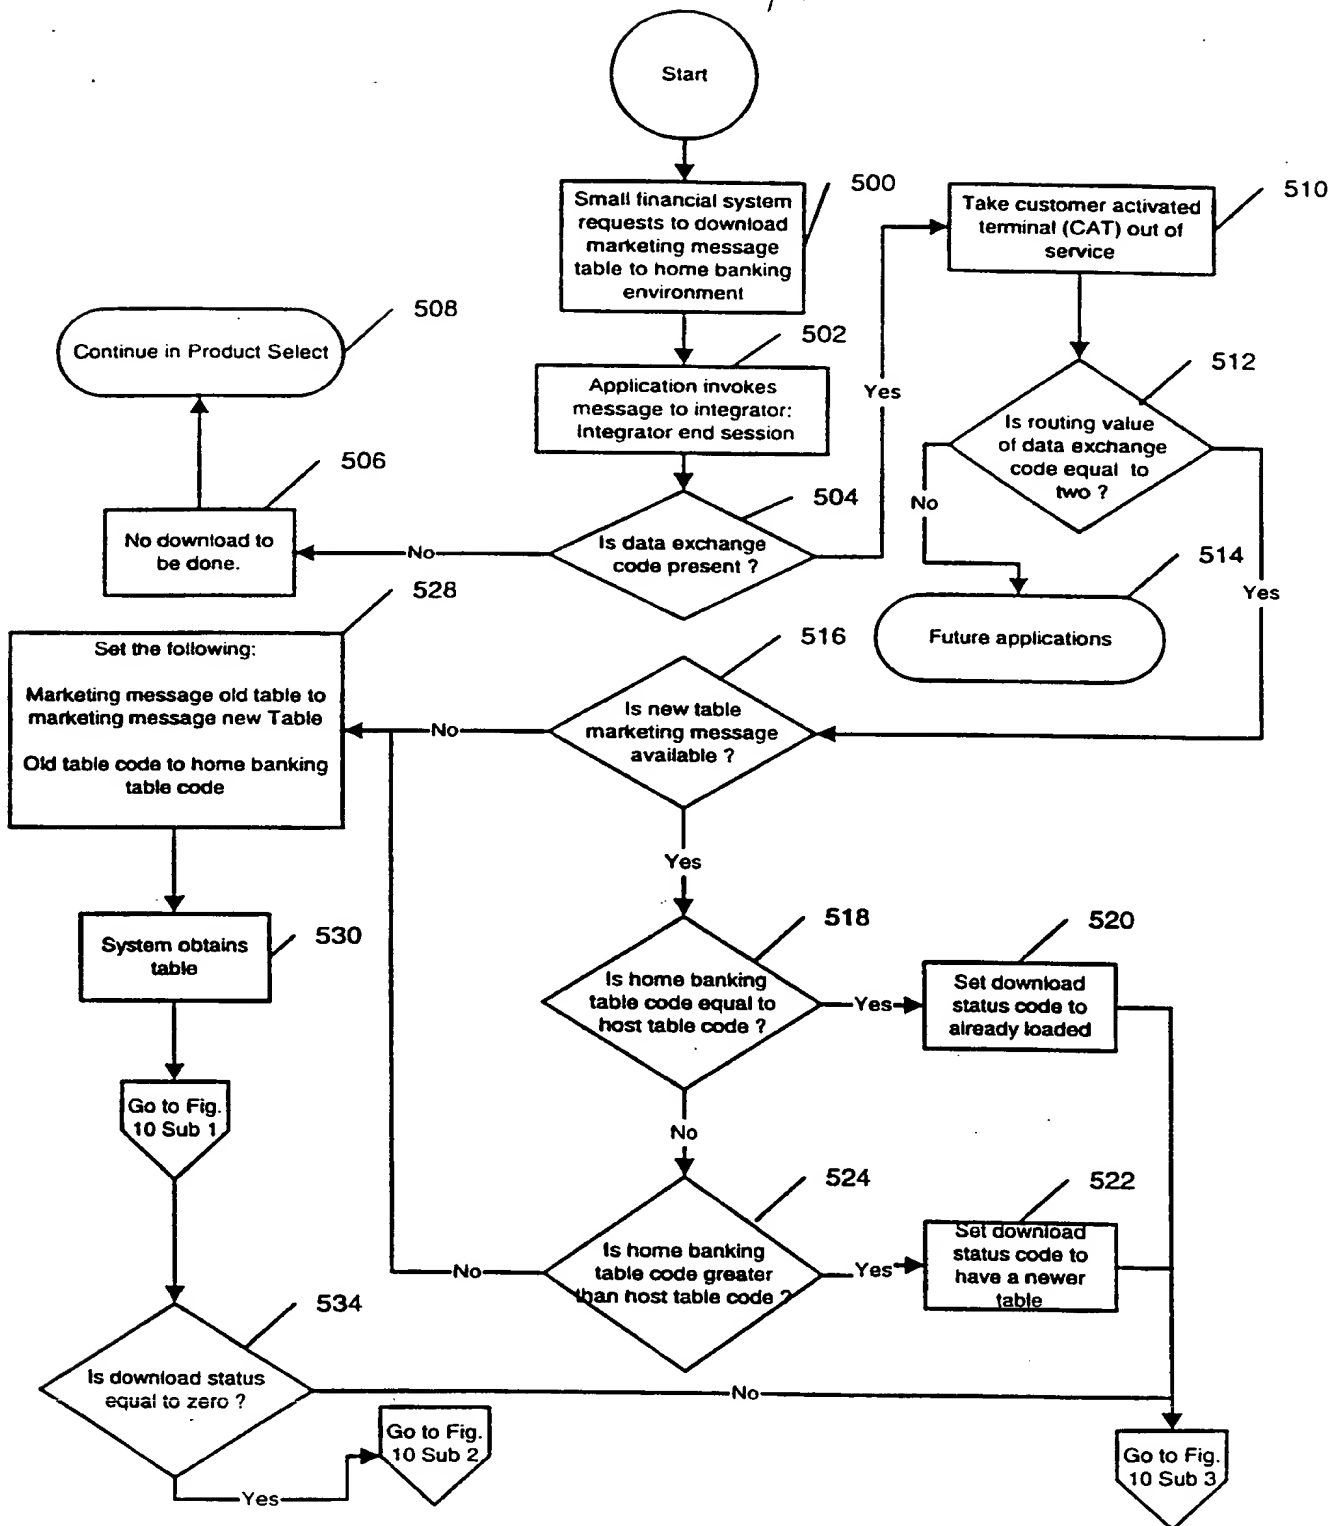 Start
500
Small financial system
requests to download
marketing message
table to home banking
environment
510
Take customer activated
terminal (CAT) out of
service
508
Continue in Product Select
502
Application invokes
message to integrator:
Integrator end session
Yes
512
Is routing value
of data exchange
code equal to
two ?
506
No download to
be done.
No
504
Is data exchange
code present ?
No
514
Future applications
Yes
528
Set the following:
Marketing message old table to
marketing message new Table
Old table code to home banking
table code
No
516
Is new table
marketing message
available ?
Yes
530
System obtains
table
518
Is home banking
table code equal to
host table code ?
Yes
520
Set download
status code to
already loaded
Go to Fig.
10 Sub 1
No
524
Is home banking
table code greater
than host table code ?
No
Yes
522
Set download
status code to
have a newer
table
534
Is download status
equal to zero ?
No
Yes
Go to Fig.
10 Sub 2
Go to Fig.
10 Sub 3